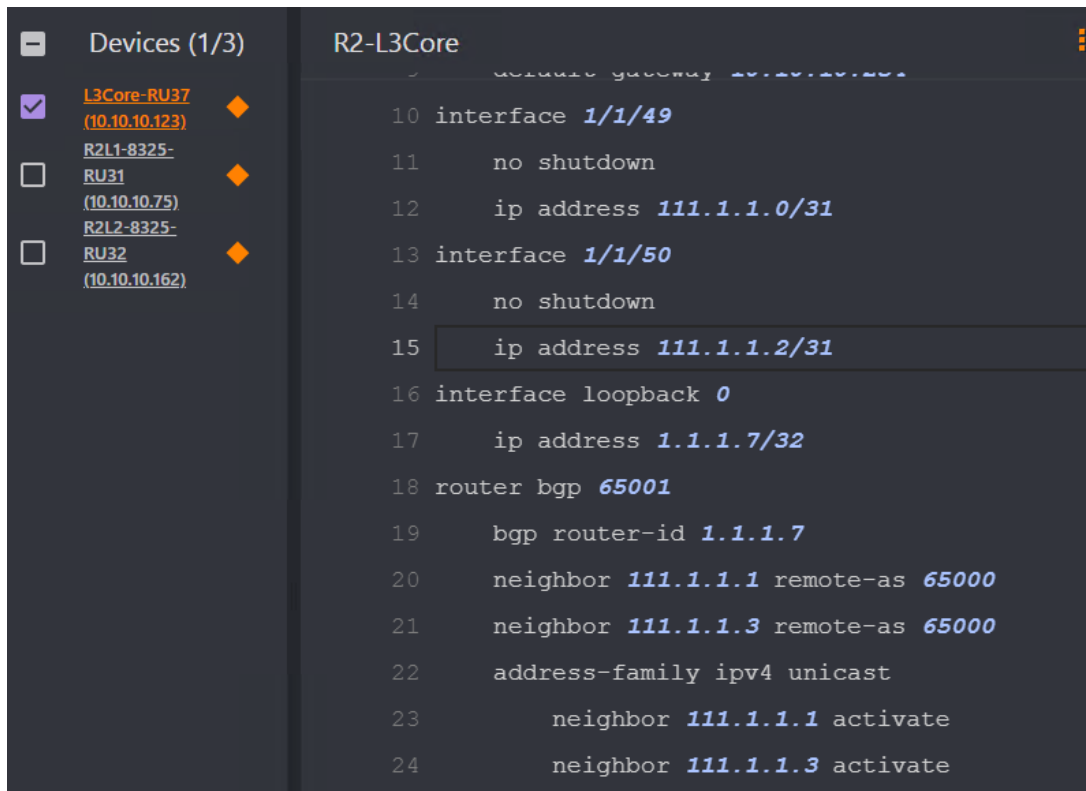 Devices (1/3)
L3Core-RU37
(10.10.10.123)
R2L1-8325-
RU31
(10.10.10.75)
R2L2-8325-
RU32
(10.10.10.162)
R2-L3Core
default gateway
10 interface 1/1/49
11 no shutdown
12 ip address 111.1.1.0/31
13 interface 1/1/50
14 no shutdown
15 ip address 111.1.1.2/31
16 interface loopback 0
17 ip address 1.1.1.7/32
18 router bgp 65001
19 bgp router-id 1.1.1.7
20 neighbor 111.1.1.1 remote-as 65000
21 neighbor 111.1.1.3 remote-as 65000
22 address-family ipv4 unicast
23 neighbor 111.1.1.1 activate
24 neighbor 111.1.1.3 activate